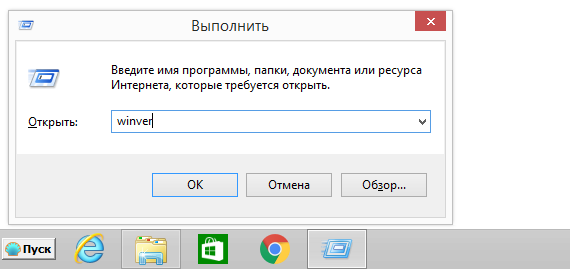 Выполнить
Введите имя программы, папки, документа или ресурса
Интернета, которые требуется открыть.
Открыть: winver
OK Отмена Обзор...
Пуск